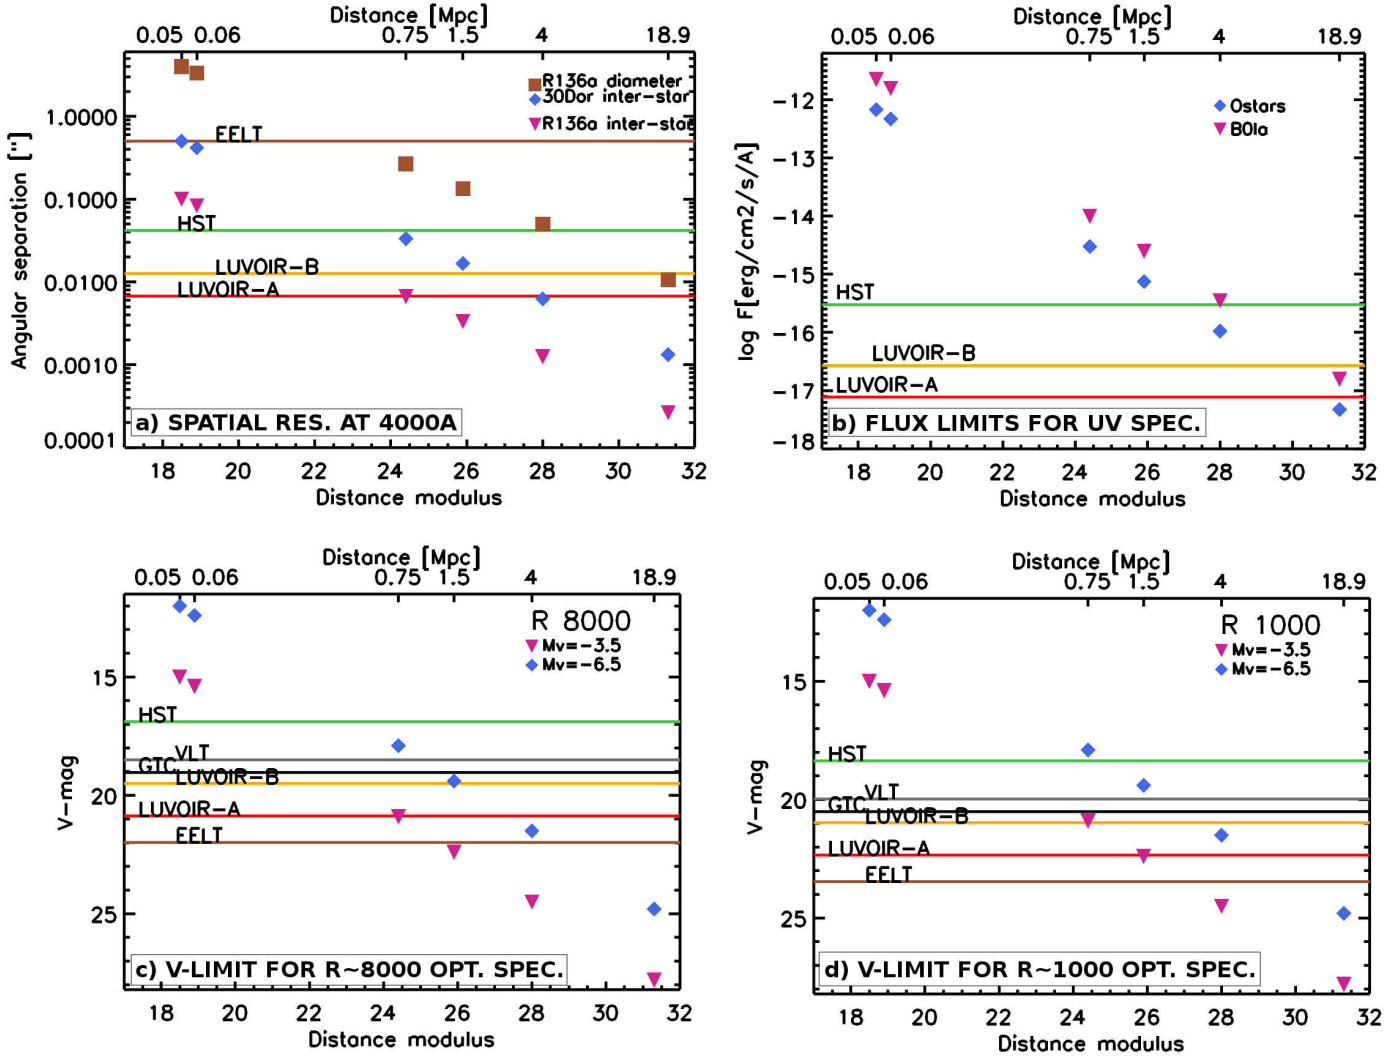 Distance [Mpc]
0.05 0.06 0.75 1.5 4 18.9
R136a diameter
30Dor inter-star
R136a inter-star
1.0000
0.1000
0.0100
0.0010
0.0001
Angular separation ["]
EELT
HST
LUVOIR-B
LUVOIR-A
a) SPATIAL RES. AT 4000A
18 20 22 24 26 28 30 32
Distance modulus
Distance [Mpc]
0.05 0.06 0.75 1.5 4 18.9
Ostars
B0Ia
-12
-13
-14
-15
-16
-17
-18
log F[erg/cm2/s/A]
HST
LUVOIR-B
LUVOIR-A
b) FLUX LIMITS FOR UV SPEC.
18 20 22 24 26 28 30 32
Distance modulus
Distance [Mpc]
0.05 0.06 0.75 1.5 4 18.9
R 8000
Mv=-3.5
Mv=-6.5
15
20
25
V-mag
HST
VLT
GTC
LUVOIR-B
LUVOIR-A
EELT
c) V-LIMIT FOR R~8000 OPT. SPEC.
18 20 22 24 26 28 30 32
Distance modulus
Distance [Mpc]
0.05 0.06 0.75 1.5 4 18.9
R 1000
Mv=-3.5
Mv=-6.5
15
20
25
V-mag
HST
VLT
GTC
LUVOIR-B
LUVOIR-A
EELT
d) V-LIMIT FOR R~1000 OPT. SPEC.
18 20 22 24 26 28 30 32
Distance modulus